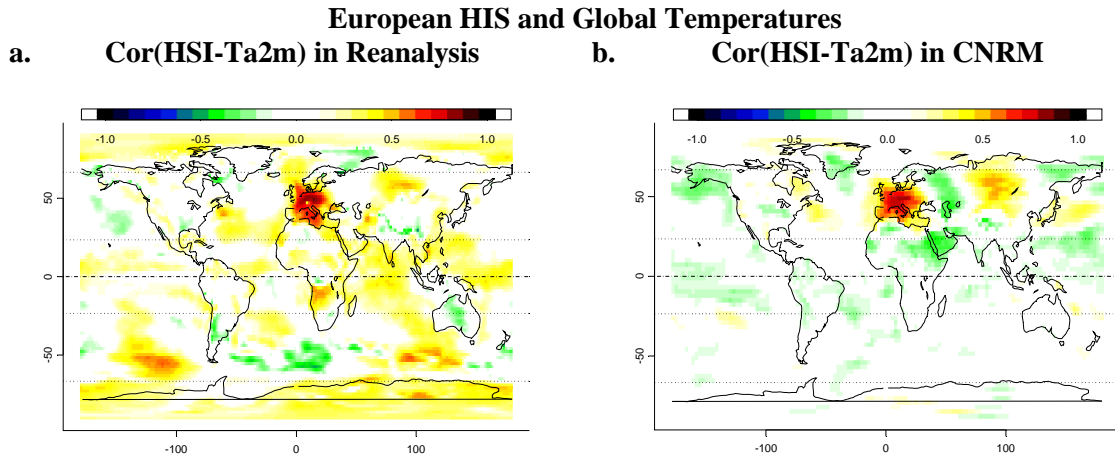 European HIS and Global Temperatures
a. Cor(HSI-Ta2m) in Reanalysis
b. Cor(HSI-Ta2m) in CNRM
-1.0 -0.5 0.0 0.5 1.0
-1.0 -0.5 0.0 0.5 1.0
50
0
-50
50
0
-50
-100 0 100
-100 0 100